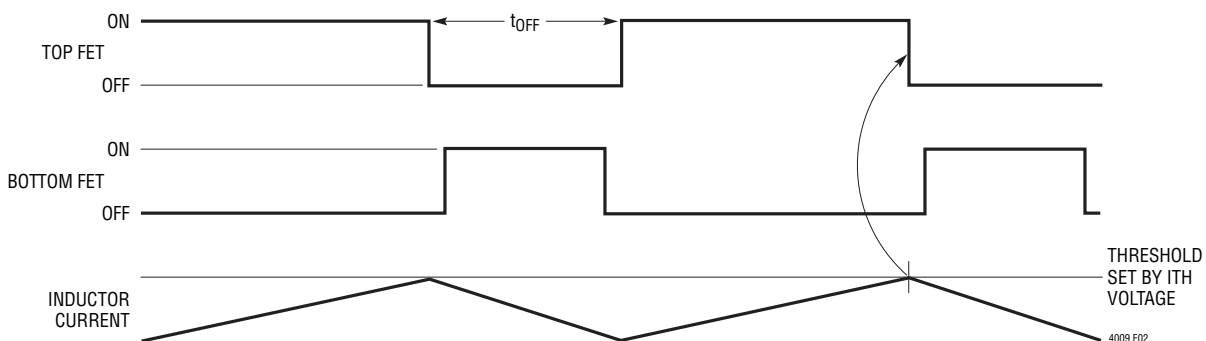 ON
TOP FET
OFF
tOFF
ON
BOTTOM FET
OFF
INDUCTOR
CURRENT
THRESHOLD
SET BY ITH
VOLTAGE
4009 F02